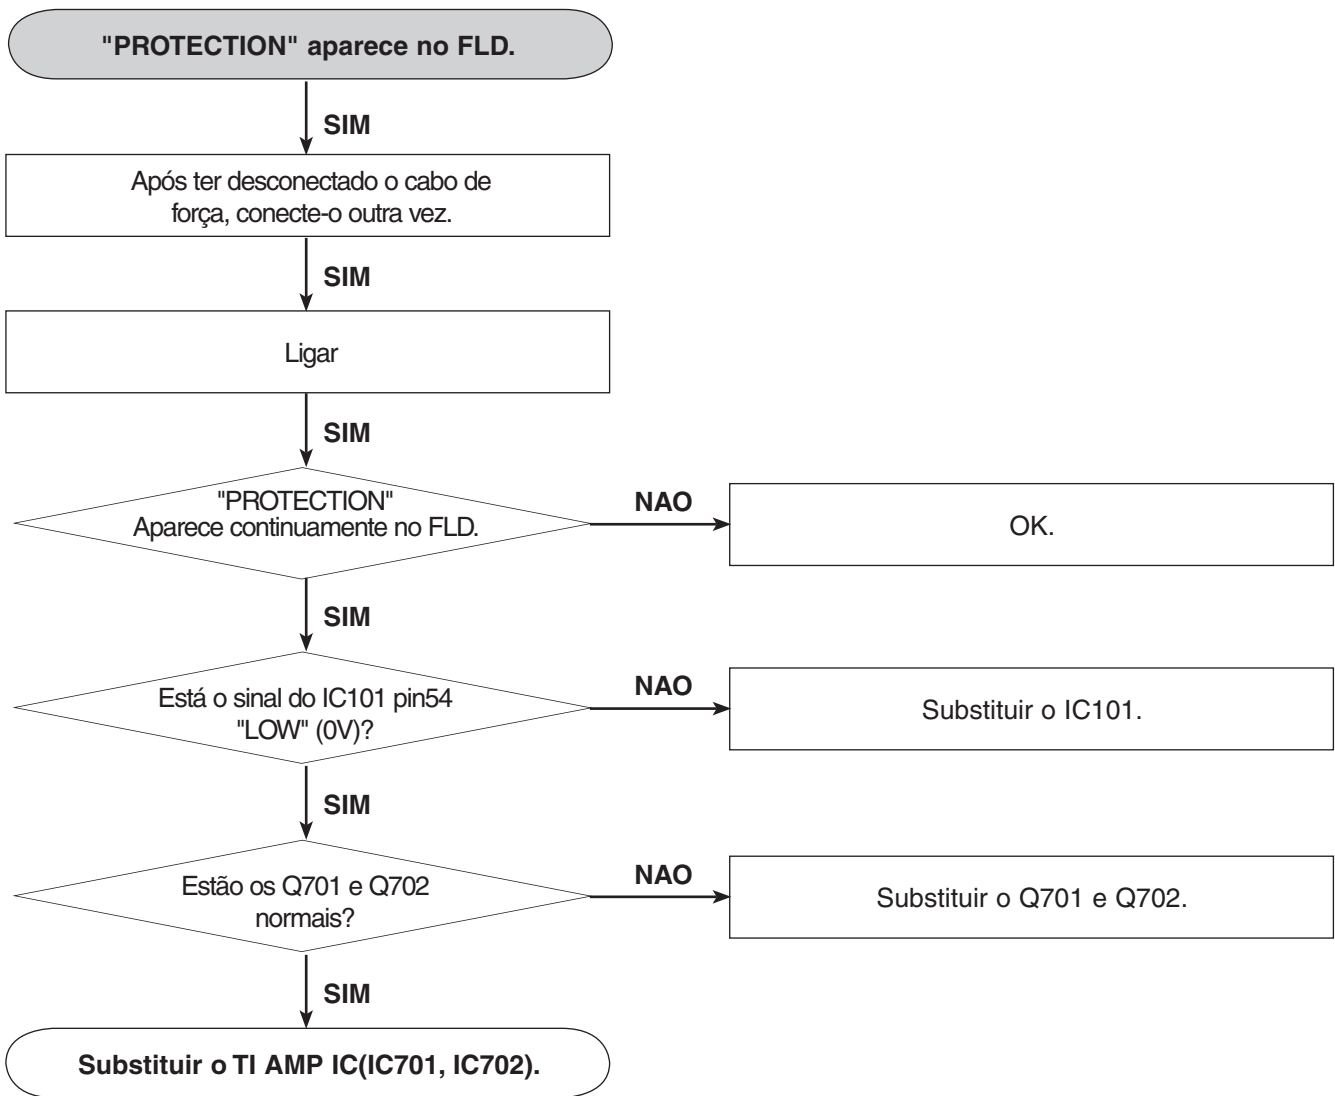 "PROTECTION" aparece no FLD.
SIM
Após ter desconectado o cabo de
força, conecte-o outra vez.
SIM
Ligar
SIM
"PROTECTION"
Aparece continuamente no FLD.
NAO
OK.
SIM
Está o sinal do IC101 pin54
"LOW" (0V)?
NAO
Substituir o IC101.
SIM
Estão os Q701 e Q702
normais?
NAO
Substituir o Q701 e Q702.
SIM
Substituir o TI AMP IC(IC701, IC702).